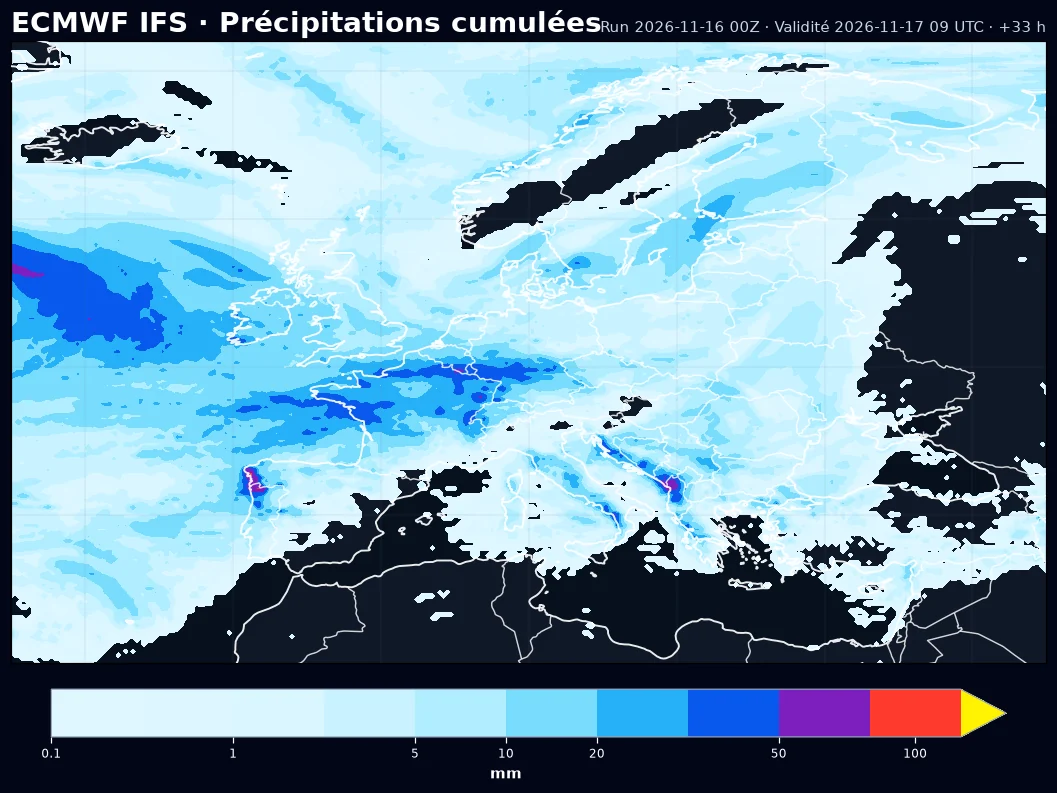 ECMWF IFS · Précipitations cumulées
Run 2026-11-16 00Z · Validité 2026-11-17 09 UTC · +33 h
0.1 1 5 10 20 50 100
mm